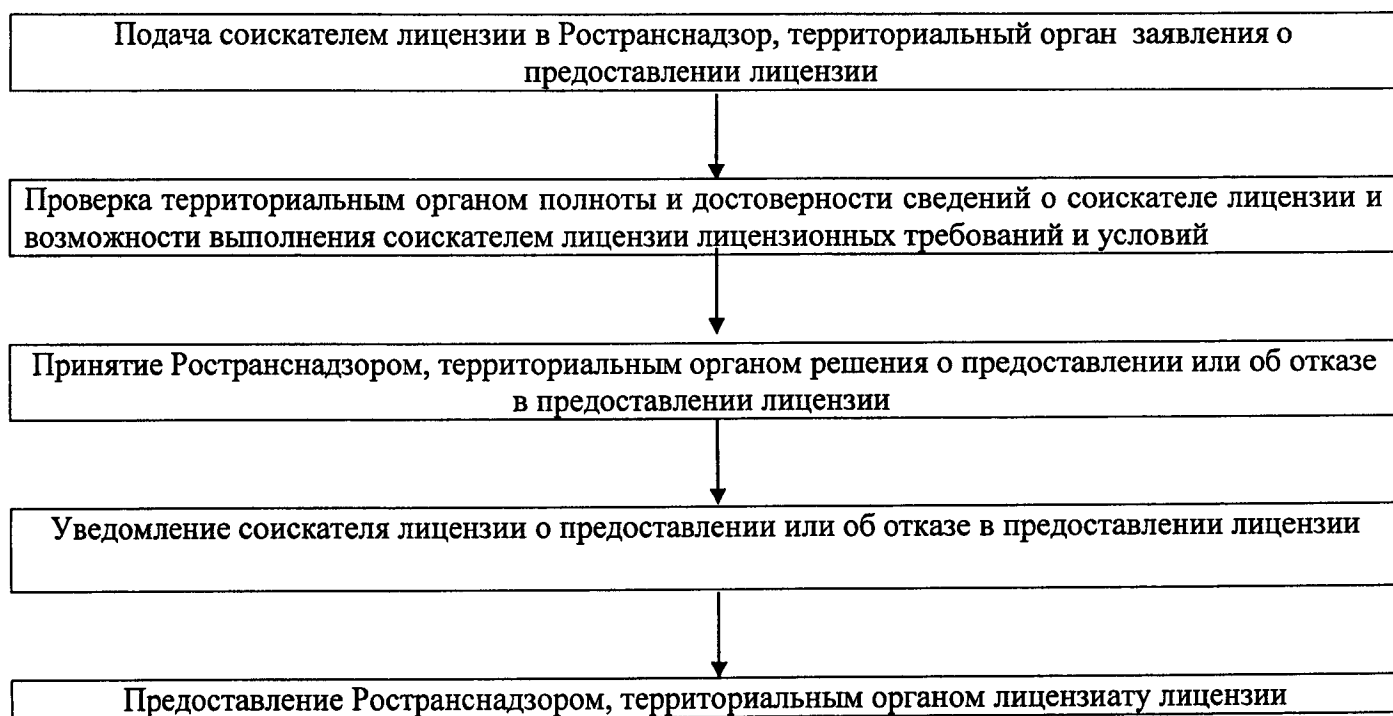 Подача соискателем лицензии в Ространснадзор, территориальный орган заявления о
предоставлении лицензии
Проверка территориальным органом полноты и достоверности сведений о соискателе лицензии и
возможности выполнения соискателем лицензии лицензионных требований и условий
Принятие Ространснадзором, территориальным органом решения о предоставлении или об отказе
в предоставлении лицензии
Уведомление соискателя лицензии о предоставлении или об отказе в предоставлении лицензии
Предоставление Ространснадзором, территориальным органом лицензиату лицензии